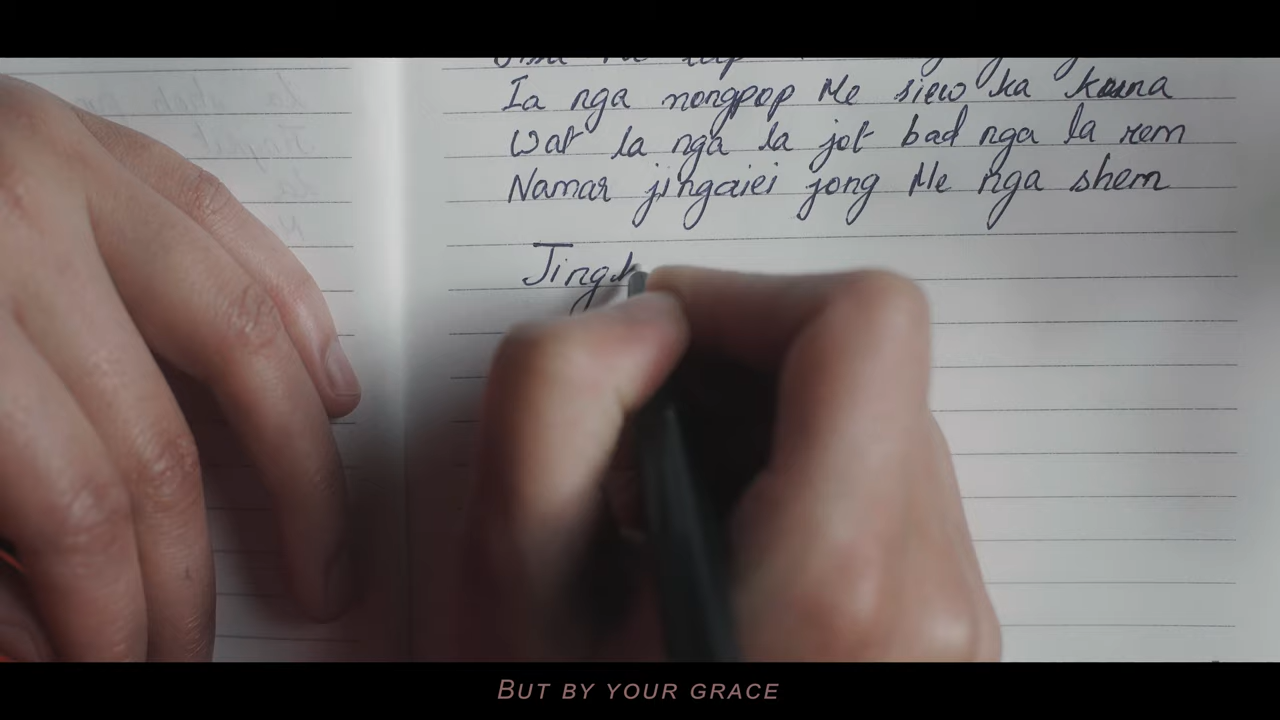 Ia nga nongpop Me siew ka kuna
Wat la nga la jot bad nga la rem
Namar jingaiei jong Me nga shem
Jingk
BUT BY YOUR GRACE